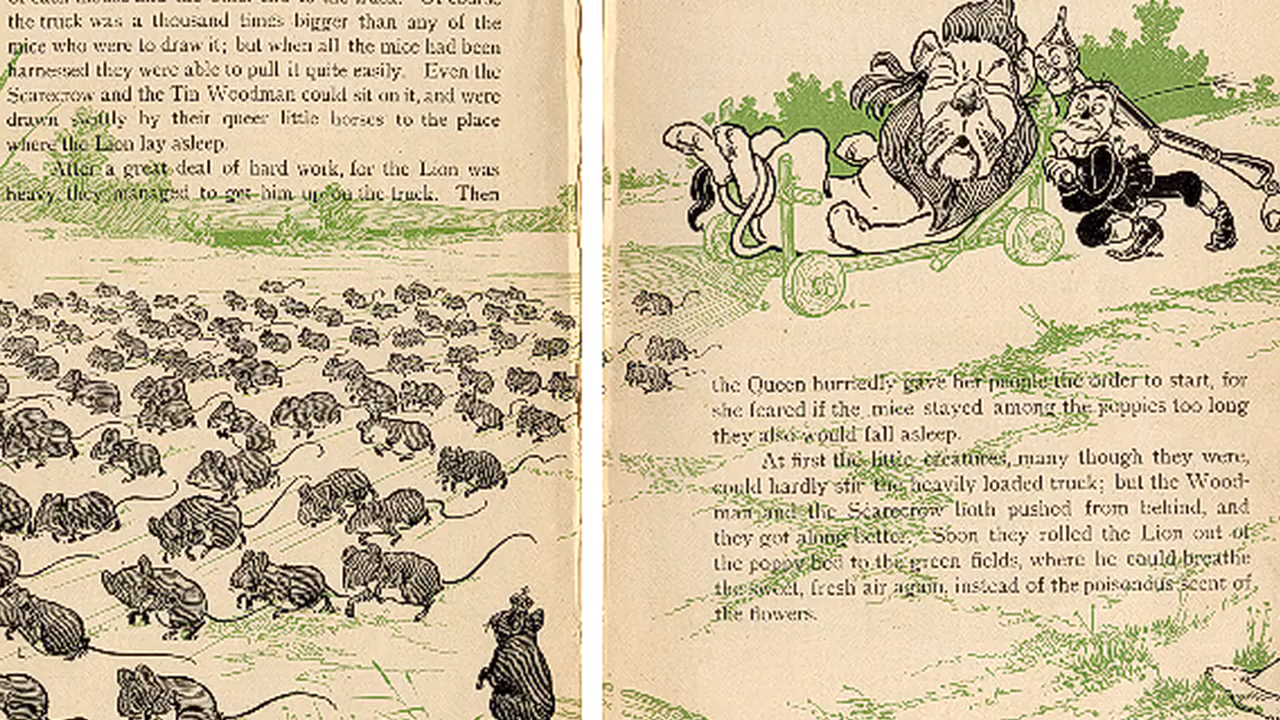 of each mouse and the other end to the truck. Of course
the truck was a thousand times bigger than any of the
mice who were to draw it; but when all the mice had been
harnessed they were able to pull it quite easily. Even the
Scarecrow and the Tin Woodman could sit on it, and were
drawn swiftly by their queer little horses to the place
where the Lion lay asleep.
After a great deal of hard work, for the Lion was
heavy, they managed to get him up on the truck. Then
the Queen hurriedly gave her people the order to start, for
she feared if the mice stayed among the poppies too long
they also would fall asleep.
At first the little creatures, many though they were,
could hardly stir the heavily loaded truck; but the Wood-
man and the Scarecrow both pushed from behind, and
they got along better. Soon they rolled the Lion out of
the poppy bed to the green fields, where he could breathe
the sweet, fresh air again, instead of the poisonous scent of
the flowers.